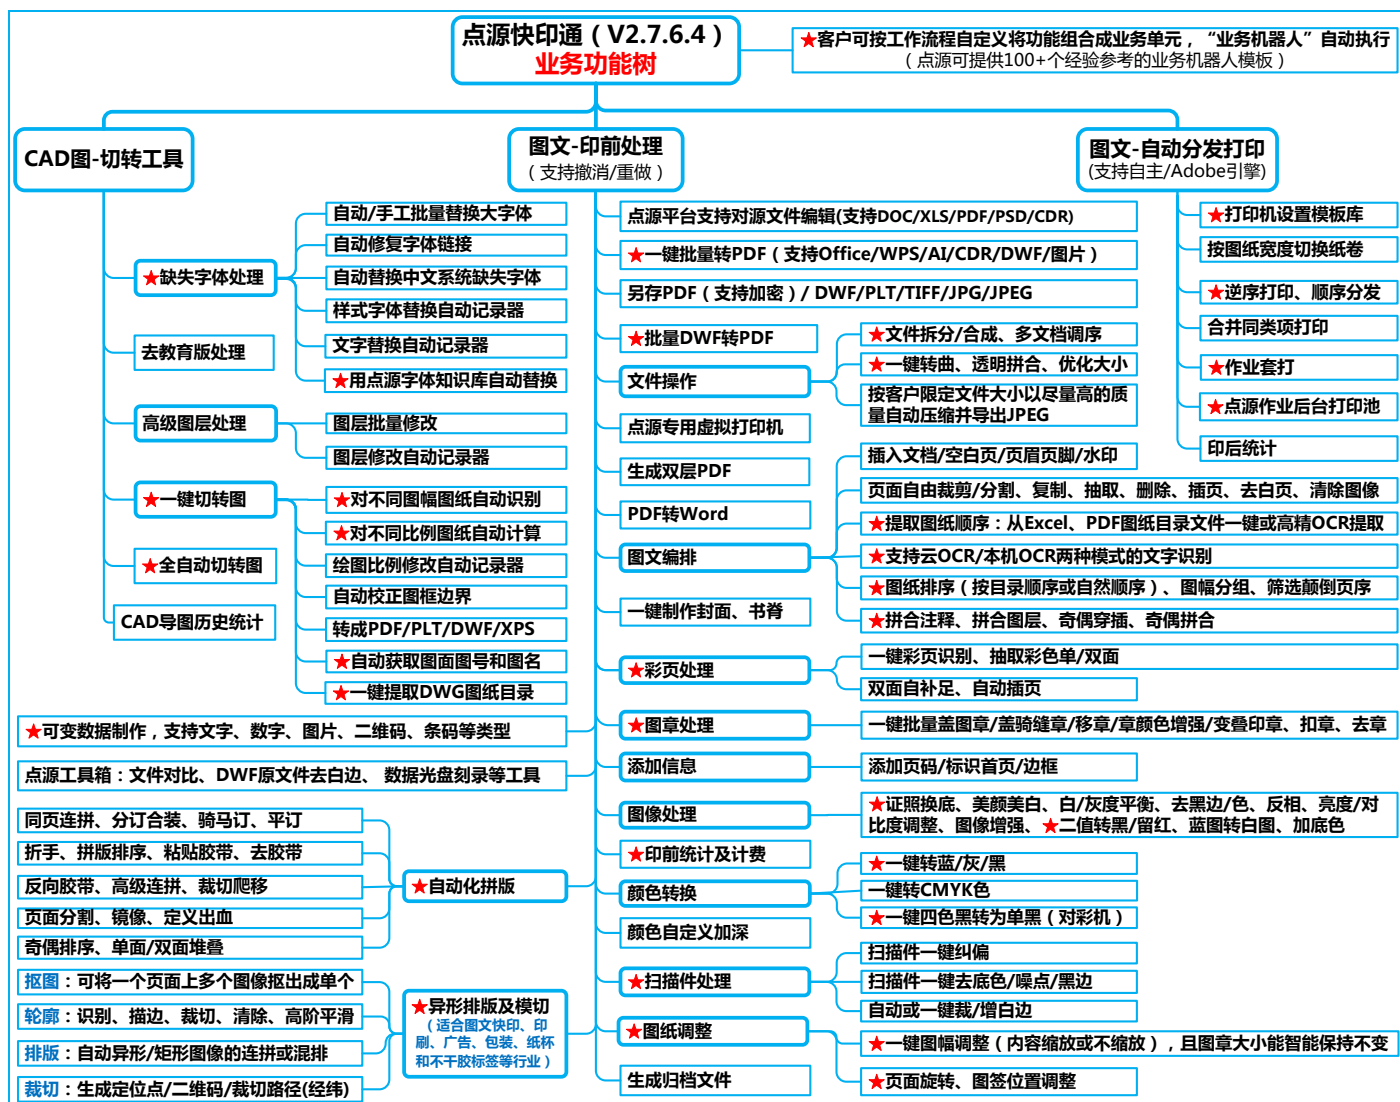 点源快印通（V2.7.6.4）
业务功能树
★客户可按工作流程自定义将功能组合成业务单元，“业务机器人”自动执行
（点源可提供100+个经验参考的业务机器人模板）
CAD图-切转工具
★缺失字体处理
自动/手工批量替换大字体
自动修复字体链接
自动替换中文系统缺失字体
样式字体替换自动记录器
文字替换自动记录器
★用点源字体知识库自动替换
去教育版处理
高级图层处理
图层批量修改
图层修改自动记录器
★一键切转图
★对不同图幅图纸自动识别
★对不同比例图纸自动计算
绘图比例修改自动记录器
自动校正图框边界
转成PDF/PLT/DWF/XPS
★自动获取图面图号和图名
★一键提取DWG图纸目录
★全自动切转图
CAD导图历史统计
图文-印前处理
（支持撤消/重做）
点源平台支持对源文件编辑(支持DOC/XLS/PDF/PSD/CDR)
★一键批量转PDF（支持Office/WPS/AI/CDR/DWF/图片）
另存PDF（支持加密）/ DWF/PLT/TIFF/JPG/JPEG
★批量DWF转PDF
文件操作
★文件拆分/合成、多文档调序
★一键转曲、透明拼合、优化大小
按客户限定文件大小以尽量高的质
量自动压缩并导出JPEG
点源专用虚拟打印机
生成双层PDF
PDF转Word
图文编排
插入文档/空白页/页眉页脚/水印
页面自由裁剪/分割、复制、抽取、删除、插页、去白页、清除图像
★提取图纸顺序：从Excel、PDF图纸目录文件一键或高精OCR提取
★支持云OCR/本机OCR两种模式的文字识别
★图纸排序（按目录顺序或自然顺序）、图幅分组、筛选颠倒页序
★拼合注释、拼合图层、奇偶穿插、奇偶拼合
一键制作封面、书脊
★彩页处理
一键彩页识别、抽取彩色单/双面
双面自补足、自动插页
★图章处理
一键批量盖图章/盖骑缝章/移章/章颜色增强/变叠印章、扣章、去章
添加信息
添加页码/标识首页/边框
图像处理
★证照换底、美颜美白、白/灰度平衡、去黑边/色、反相、亮度/对
比度调整、图像增强、★二值转黑/留红、蓝图转白图、加底色
★印前统计及计费
颜色转换
★一键转蓝/灰/黑
一键转CMYK色
★一键四色黑转为单黑（对彩机）
颜色自定义加深
★扫描件处理
扫描件一键纠偏
扫描件一键去底色/噪点/黑边
自动或一键裁/增白边
★图纸调整
★一键图幅调整（内容缩放或不缩放），且图章大小能智能保持不变
★页面旋转、图签位置调整
生成归档文件
图文-自动分发打印
(支持自主/Adobe引擎)
★打印机设置模板库
按图纸宽度切换纸卷
★逆序打印、顺序分发
合并同类项打印
★作业套打
★点源作业后台打印池
印后统计
★可变数据制作，支持文字、数字、图片、二维码、条码等类型
点源工具箱：文件对比、DWF原文件去白边、 数据光盘刻录等工具
★自动化拼版
同页连拼、分订合装、骑马订、平订
折手、拼版排序、粘贴胶带、去胶带
反向胶带、高级连拼、裁切爬移
页面分割、镜像、定义出血
奇偶排序、单面/双面堆叠
★异形排版及模切
（适合图文快印、印
刷、广告、包装、纸杯
和不干胶标签等行业）
抠图：可将一个页面上多个图像抠出成单个
轮廓：识别、描边、裁切、清除、高阶平滑
排版：自动异形/矩形图像的连拼或混排
裁切：生成定位点/二维码/裁切路径(经纬)